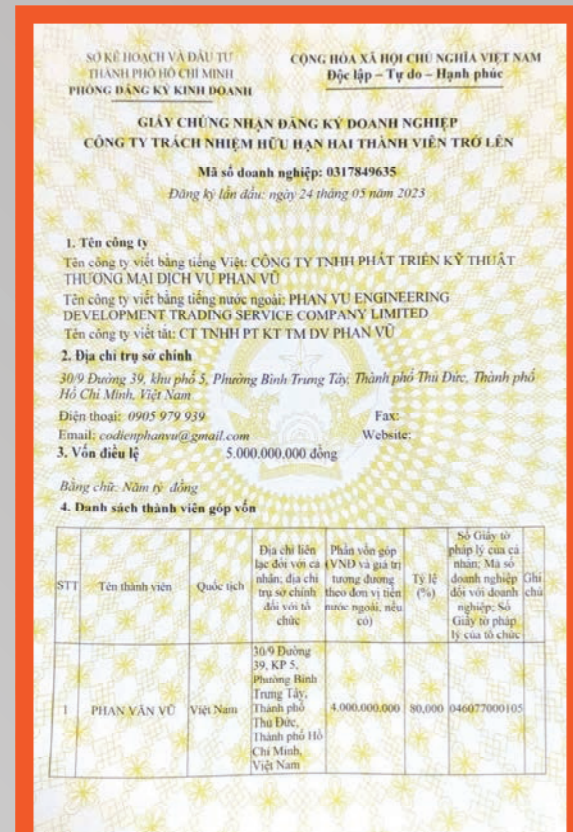 SỞ KẾ HOẠCH VÀ ĐẦU TƯ
THÀNH PHỐ HỒ CHÍ MINH
PHÒNG ĐĂNG KÝ KINH DOANH
CỘNG HÒA XÃ HỘI CHỦ NGHĨA VIỆT NAM
Độc lập – Tự do – Hạnh phúc
GIẤY CHỨNG NHẬN ĐĂNG KÝ DOANH NGHIỆP
CÔNG TY TRÁCH NHIỆM HỮU HẠN HAI THÀNH VIÊN TRỞ LÊN
Mã số doanh nghiệp: 0317849635
Đăng ký lần đầu: ngày 24 tháng 05 năm 2023
1. Tên công ty
Tên công ty viết bằng tiếng Việt: CÔNG TY TNHH PHÁT TRIỂN KỸ THUẬT
THƯƠNG MẠI DỊCH VỤ PHAN VŨ
Tên công ty viết bằng tiếng nước ngoài: PHAN VU ENGINEERING
DEVELOPMENT TRADING SERVICE COMPANY LIMITED
Tên công ty viết tắt: CT TNHH PT KT TM DV PHAN VŨ
2. Địa chỉ trụ sở chính
30/9 Đường 39, khu phố 5, Phường Bình Trưng Tây, Thành phố Thủ Đức, Thành phố
Hồ Chí Minh, Việt Nam
Điện thoại: 0905 979 939 Fax:
Email: codienphanvu@gmail.com Website:
3. Vốn điều lệ 5.000.000.000 đồng
Bằng chữ: Năm tỷ đồng
4. Danh sách thành viên góp vốn
STT
Tên thành viên
Quốc tịch
Địa chỉ liên
lạc đối với cá
nhân; địa chỉ
trụ sở chính
đối với tổ
chức
Phần vốn góp
(VNĐ và giá trị
tương đương
theo đơn vị tiền
nước ngoài, nếu
có)
Tỷ lệ
(%)
Số Giấy tờ
pháp lý của cá
nhân; Mã số
doanh nghiệp
đối với doanh
nghiệp; Số
Giấy tờ pháp
lý của tổ chức
Ghi
chú
1
PHAN VĂN VŨ
Việt Nam
30/9 Đường
39, KP 5,
Phường Bình
Trưng Tây,
Thành phố
Thủ Đức,
Thành phố Hồ
Chí Minh,
Việt Nam
4.000.000.000
80,000
046077000105